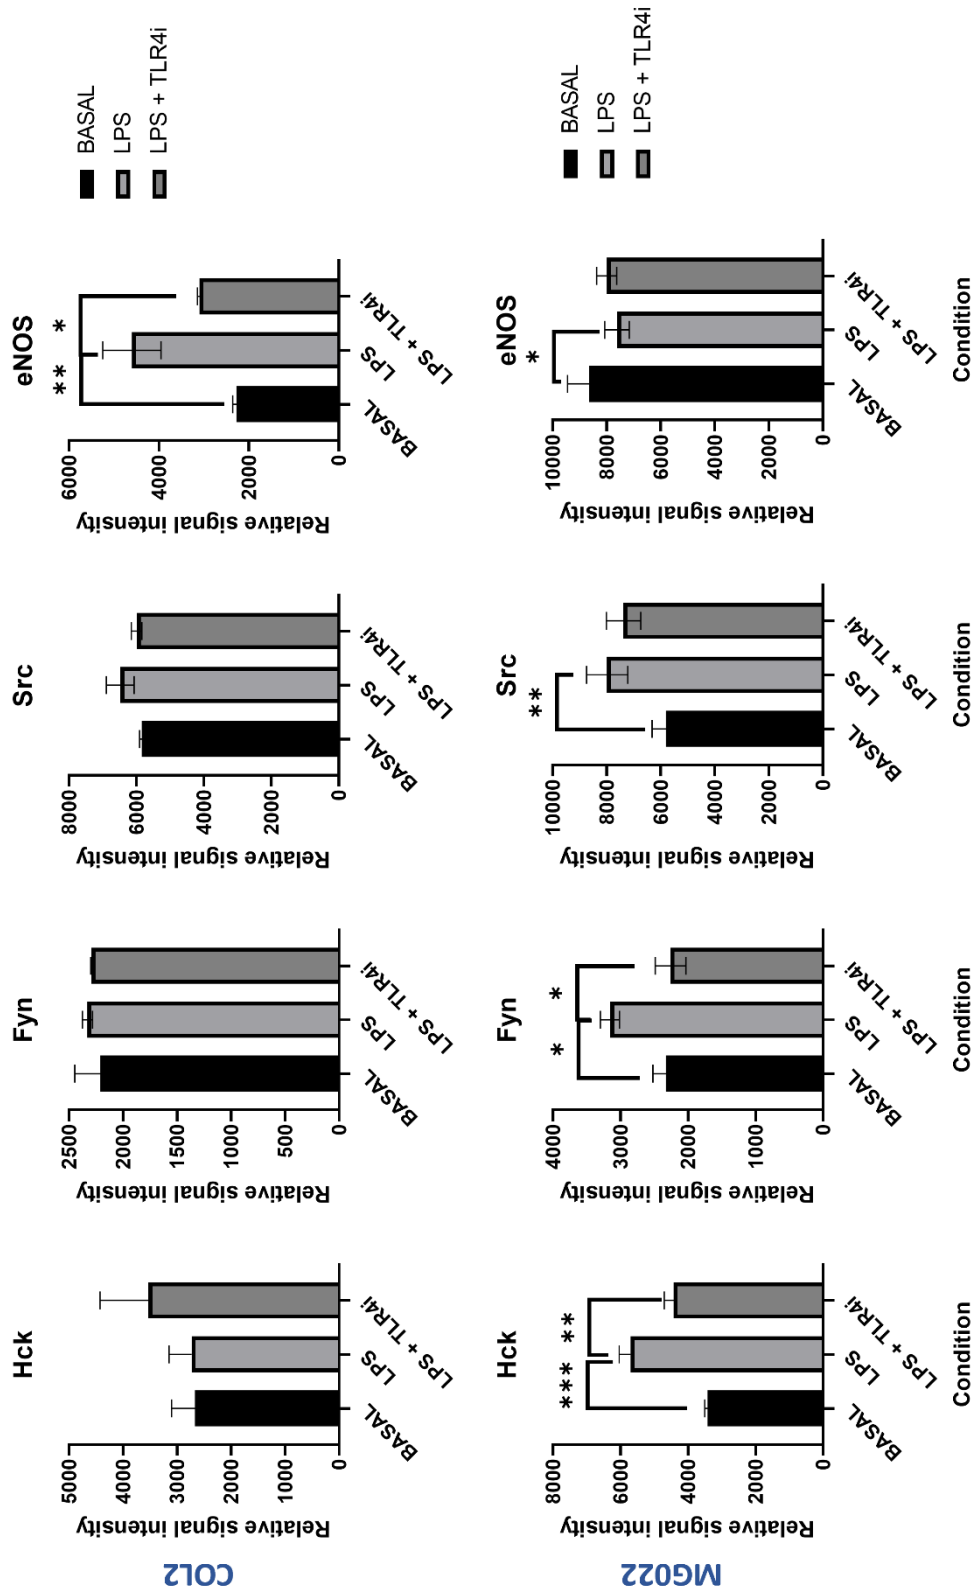 COL2
Hck
Relative signal intensity
5000
4000
3000
2000
1000
0
BASAL
LPS
LPS + TLR4i
Fyn
Relative signal intensity
2500
2000
1500
1000
500
0
BASAL
LPS
LPS + TLR4i
Src
Relative signal intensity
8000
6000
4000
2000
0
BASAL
LPS
LPS + TLR4i
eNOS
Relative signal intensity
6000
4000
2000
0
** *
BASAL
LPS
LPS + TLR4i
BASAL
LPS
LPS + TLR4i
MG022
Hck
Relative signal intensity
8000
6000
4000
2000
0
*** **
BASAL
LPS
LPS + TLR4i
Condition
Fyn
Relative signal intensity
4000
3000
2000
1000
0
* *
BASAL
LPS
LPS + TLR4i
Condition
Src
Relative signal intensity
10000
8000
6000
4000
2000
0
**
BASAL
LPS
LPS + TLR4i
Condition
eNOS
Relative signal intensity
10000
8000
6000
4000
2000
0
*
BASAL
LPS
LPS + TLR4i
Condition
BASAL
LPS
LPS + TLR4i